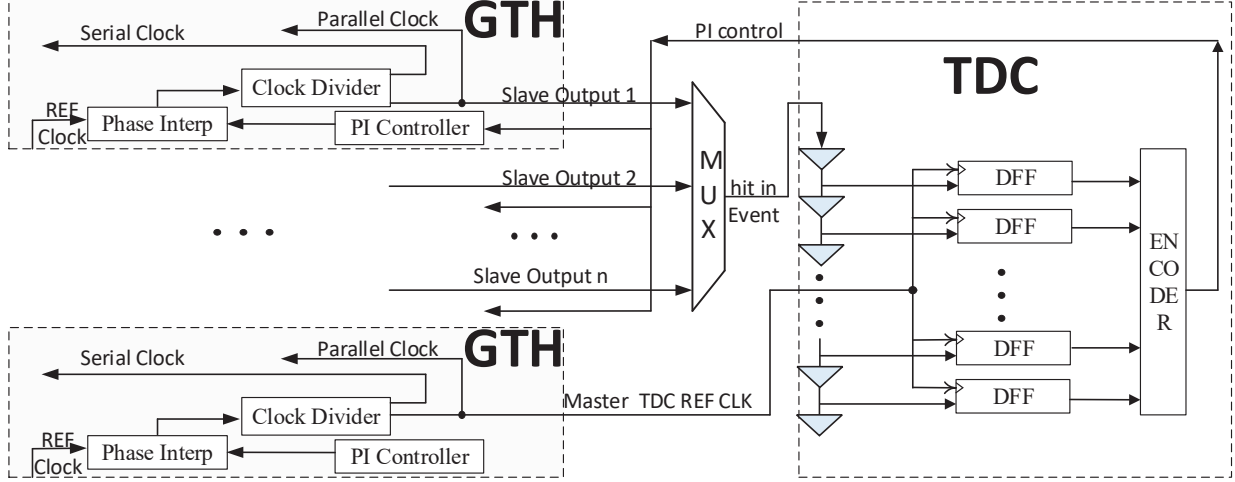 GTH
Parallel Clock
Serial Clock
Clock Divider
REF
Clock
Phase Interp
PI Controller
Slave Output 1
Slave Output 2
Slave Output n
PI control
TDC
M
U
X
hit in
Event
DFF
DFF
DFF
DFF
EN
CO
DE
R
GTH
Parallel Clock
Serial Clock
Clock Divider
Master TDC REF CLK
REF
Clock
Phase Interp
PI Controller